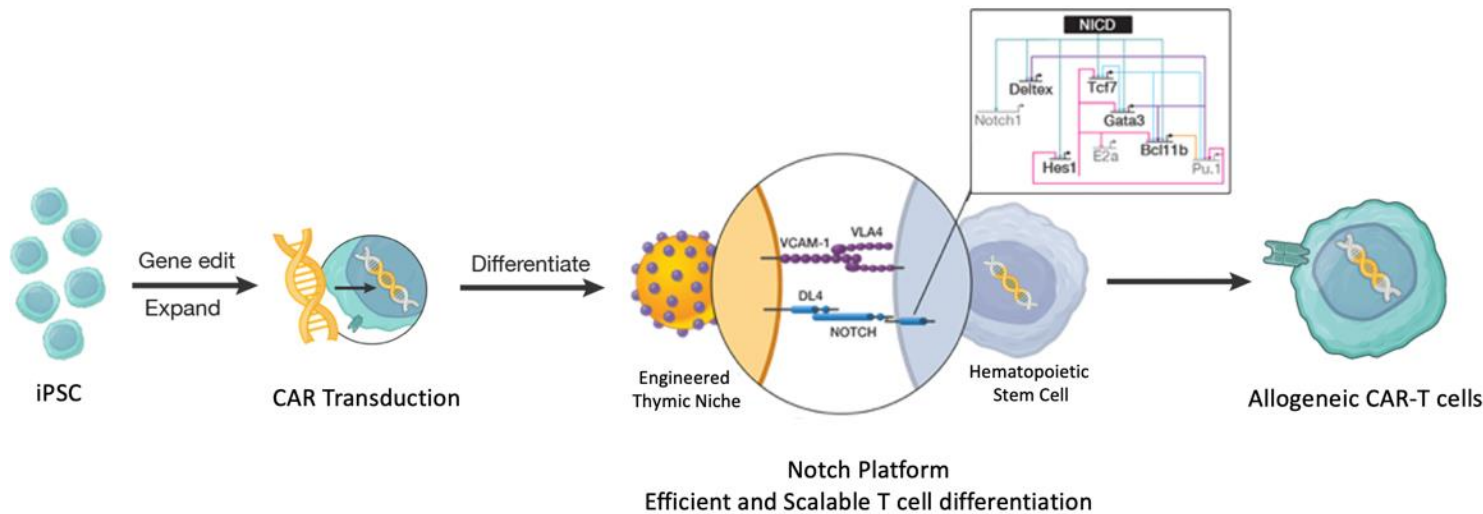 NICD
Deltex
Tcf7
Notch1
Gata3
E2a
Bcl11b
Hes1
Pu.1
Gene edit
Expand
Differentiate
VCAM-1
VLA4
DL4
NOTCH
iPSC
CAR Transduction
Engineered
Thymic Niche
Hematopoietic
Stem Cell
Allogeneic CAR-T cells
Notch Platform
Efficient and Scalable T cell differentiation